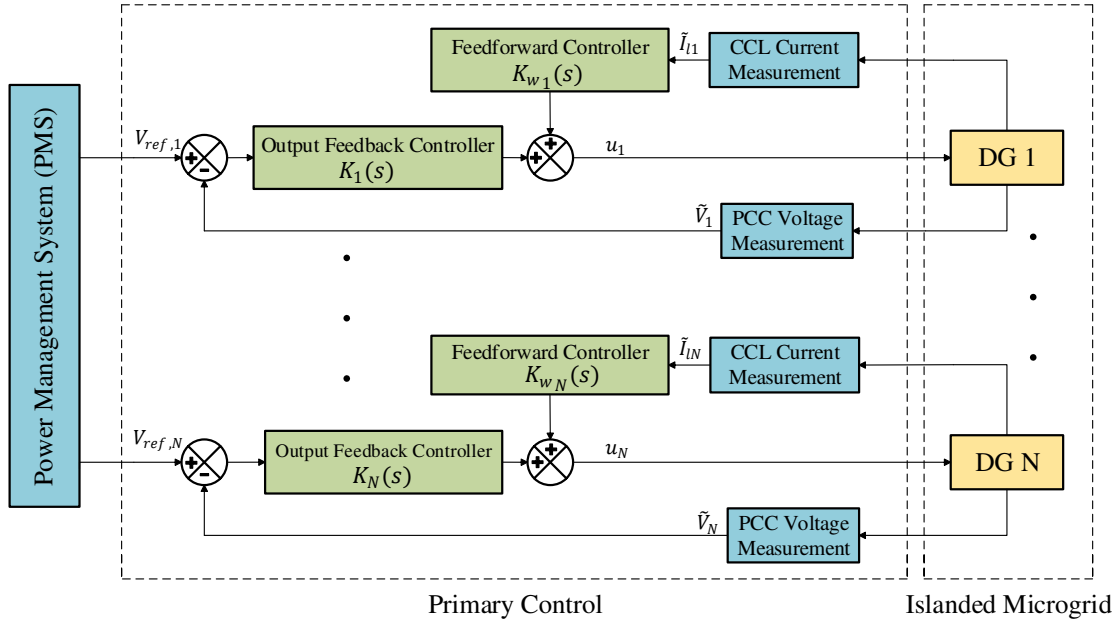 Power Management System (PMS)
Feedforward Controller
K_{w_1}(s)
Ĩ_{l1}
CCL Current
Measurement
V_{ref,1}
+
−
Output Feedback Controller
K_1(s)
+
+
u_1
DG 1
Ṽ_1
PCC Voltage
Measurement
Feedforward Controller
K_{w_N}(s)
Ĩ_{lN}
CCL Current
Measurement
V_{ref,N}
+
−
Output Feedback Controller
K_N(s)
+
+
u_N
DG N
Ṽ_N
PCC Voltage
Measurement
Primary Control
Islanded Microgrid